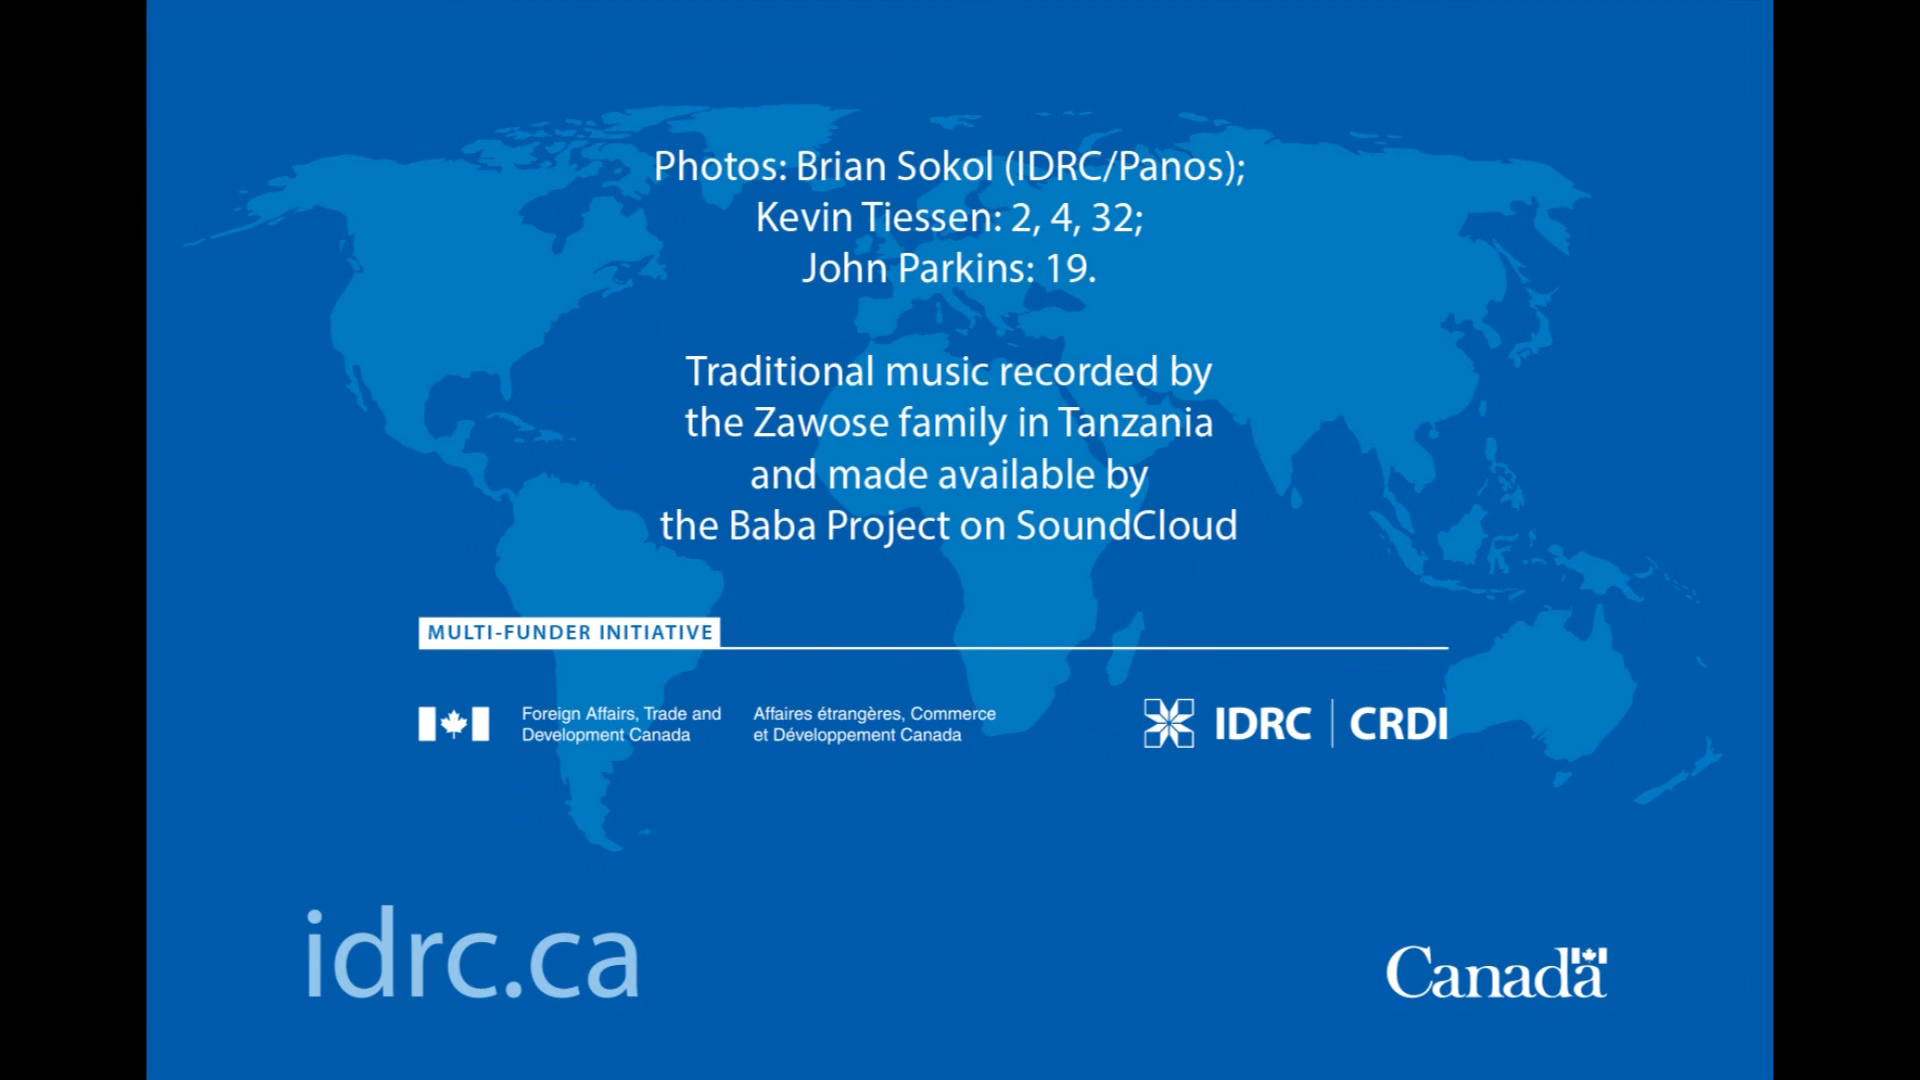 Photos: Brian Sokol (IDRC/Panos);
Kevin Tiessen: 2, 4, 32;
John Parkins: 19.
Traditional music recorded by
the Zawose family in Tanzania
and made available by
the Baba Project on SoundCloud
MULTI-FUNDER INITIATIVE
Foreign Affairs, Trade and
Development Canada
Affaires étrangères, Commerce
et Développement Canada
IDRC | CRDI
idrc.ca
Canada